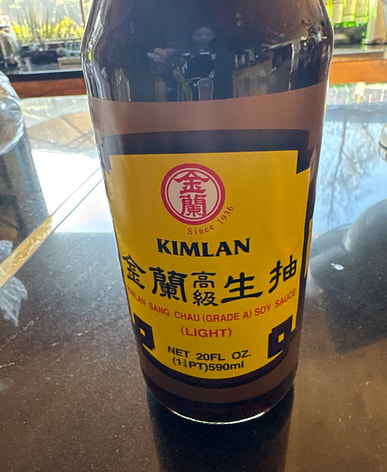 金蘭
Since 1936
KIMLAN
金蘭高級生抽
KIMLAN SANG CHAU (GRADE A) SOY SAUCE
(LIGHT)
NET 20FL OZ.
(1¼PT)590ml